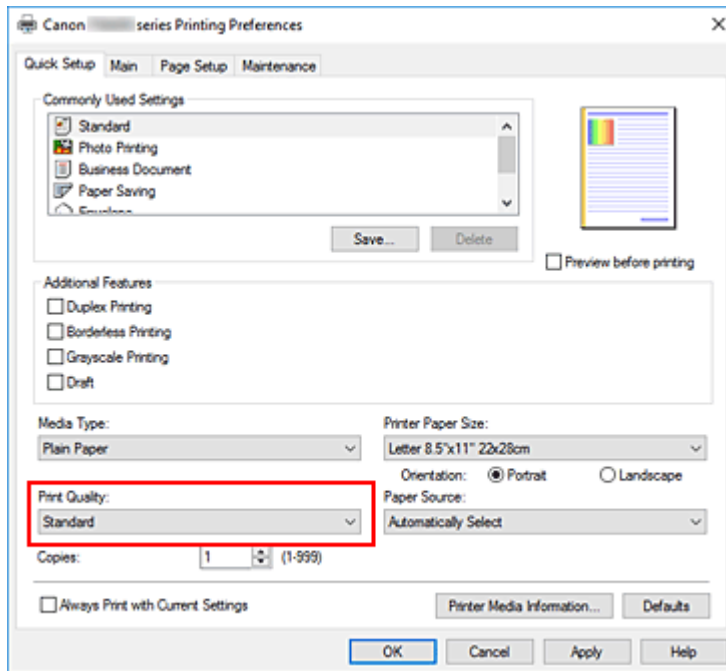 Canon series Printing Preferences
Quick Setup Main Page Setup Maintenance
Commonly Used Settings
Standard
Photo Printing
Business Document
Paper Saving
Envelope
Save... Delete
Preview before printing
Additional Features
Duplex Printing
Borderless Printing
Grayscale Printing
Draft
Media Type: Printer Paper Size:
Plain Paper Letter 8.5"x11" 22x28cm
Orientation: Portrait Landscape
Print Quality: Paper Source:
Standard Automatically Select
Copies: 1 (1-999)
Always Print with Current Settings Printer Media Information... Defaults
OK Cancel Apply Help